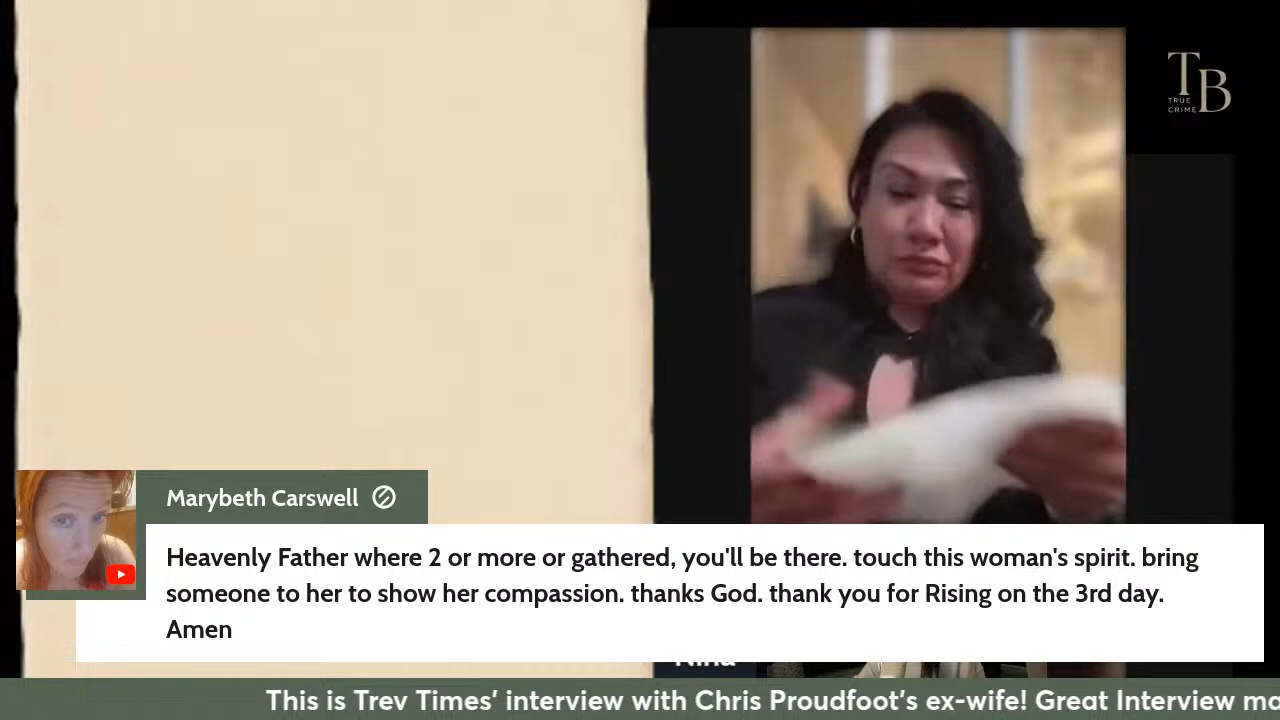 TB
TRUE
CRIME
Marybeth Carswell
Heavenly Father where 2 or more or gathered, you'll be there. touch this woman's spirit. bring
someone to her to show her compassion. thanks God. thank you for Rising on the 3rd day.
Amen
This is Trev Times' interview with Chris Proudfoot's ex-wife! Great Interview